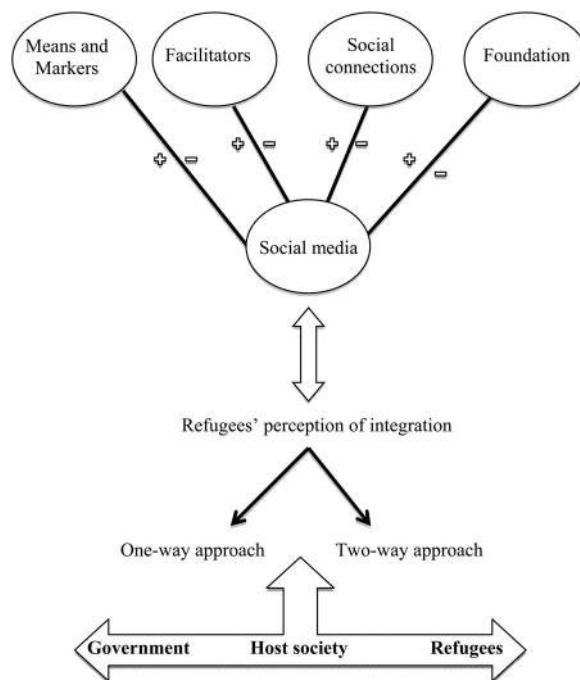 Means and
Markers
Facilitators
Social
connections
Foundation
+ -
+ -
+ -
+
-
Social media
Refugees’ perception of integration
One-way approach
Two-way approach
Government
Host society
Refugees